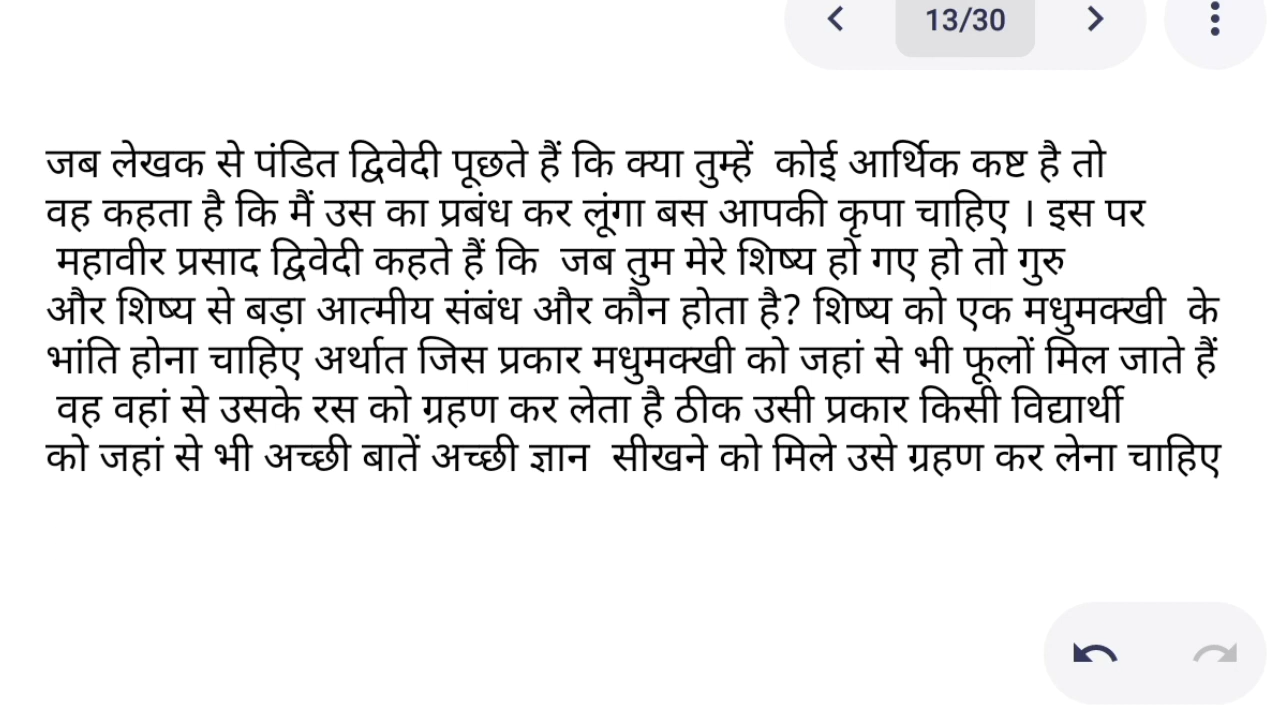 13/30
जब लेखक से पंडित द्विवेदी पूछते हैं कि क्या तुम्हें कोई आर्थिक कष्ट है तो
वह कहता है कि मैं उस का प्रबंध कर लूंगा बस आपकी कृपा चाहिए । इस पर
महावीर प्रसाद द्विवेदी कहते हैं कि जब तुम मेरे शिष्य हो गए हो तो गुरु
और शिष्य से बड़ा आत्मीय संबंध और कौन होता है? शिष्य को एक मधुमक्खी के
भांति होना चाहिए अर्थात जिस प्रकार मधुमक्खी को जहां से भी फूलों मिल जाते हैं
वह वहां से उसके रस को ग्रहण कर लेता है ठीक उसी प्रकार किसी विद्यार्थी
को जहां से भी अच्छी बातें अच्छी ज्ञान सीखने को मिले उसे ग्रहण कर लेना चाहिए